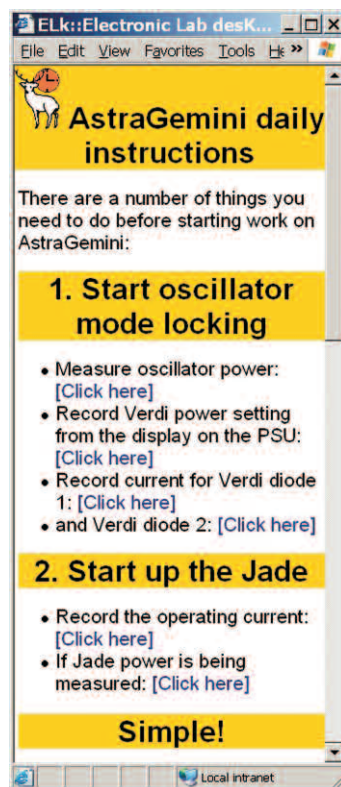 ELk::Electronic Lab desK...
File Edit View Favorites Tools He »
AstraGemini daily
instructions
There are a number of things you
need to do before starting work on
AstraGemini:
1. Start oscillator
mode locking
• Measure oscillator power:
[Click here]
• Record Verdi power setting
from the display on the PSU:
[Click here]
• Record current for Verdi diode
1: [Click here]
• and Verdi diode 2: [Click here]
2. Start up the Jade
• Record the operating current:
[Click here]
• If Jade power is being
measured: [Click here]
Simple!
Local intranet